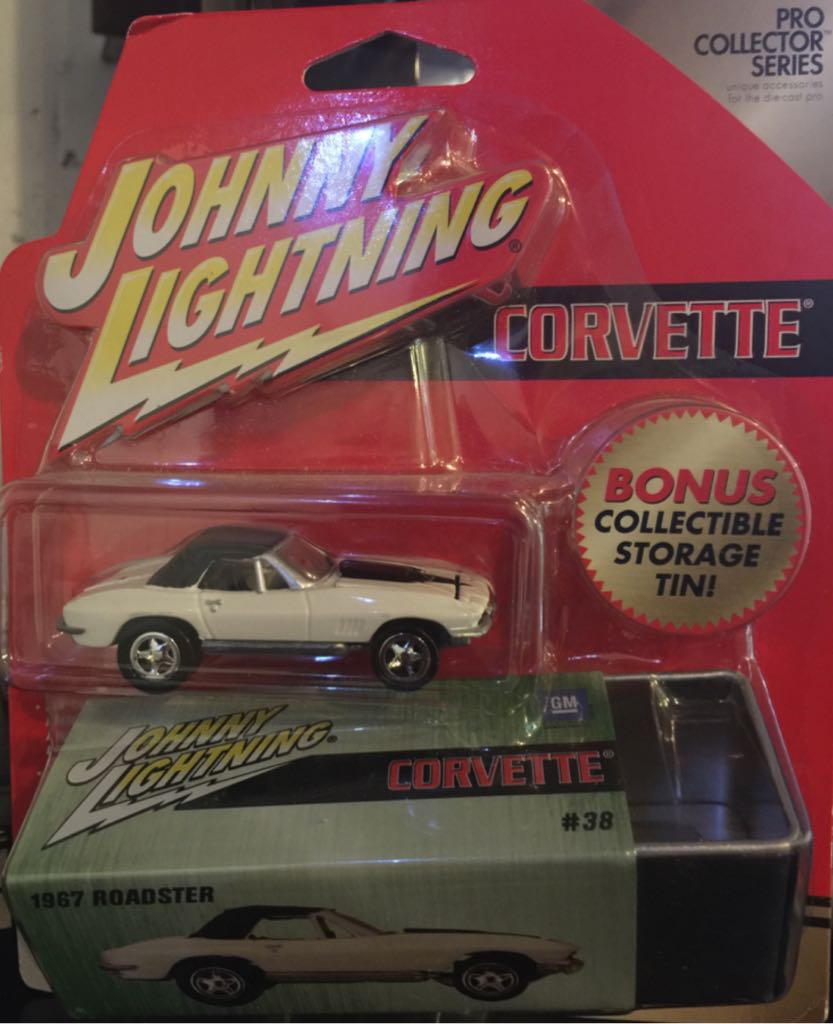 PRO
COLLECTOR™
SERIES
unique accessories
for the die-cast pro
JOHNNY
LIGHTNING®
CORVETTE®
BONUS
COLLECTIBLE
STORAGE
TIN!
GM
JOHNNY
LIGHTNING®
CORVETTE®
#38
1967 ROADSTER